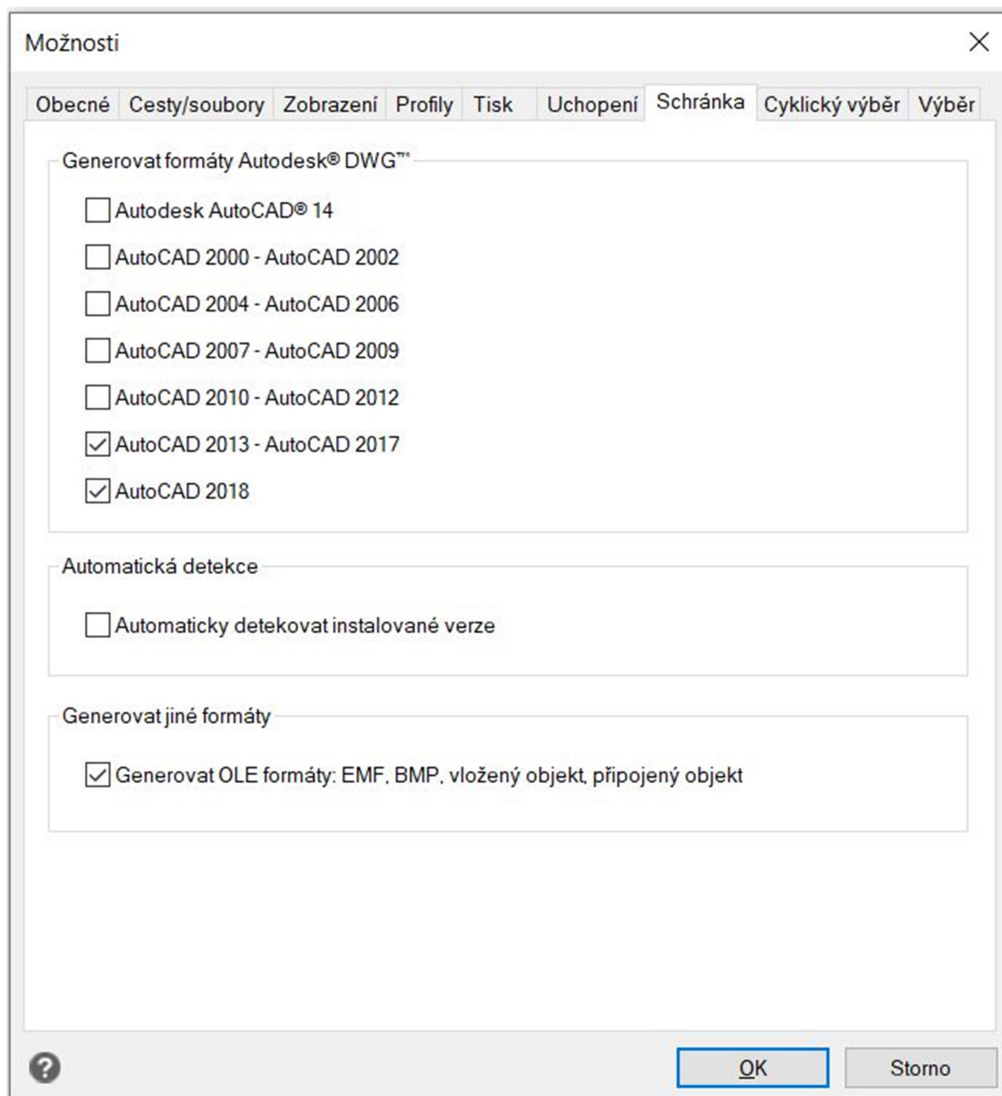 Možnosti
Obecné Cesty/soubory Zobrazení Profily Tisk Uchopení Schránka Cyklický výběr Výběr
Generovat formáty Autodesk® DWG™
Autodesk AutoCAD® 14
AutoCAD 2000 - AutoCAD 2002
AutoCAD 2004 - AutoCAD 2006
AutoCAD 2007 - AutoCAD 2009
AutoCAD 2010 - AutoCAD 2012
AutoCAD 2013 - AutoCAD 2017
AutoCAD 2018
Automatická detekce
Automaticky detekovat instalované verze
Generovat jiné formáty
Generovat OLE formáty: EMF, BMP, vložený objekt, připojený objekt
? OK Storno